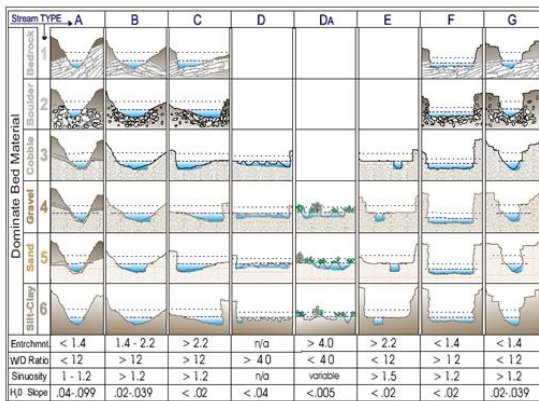 Stream TYPE A B C D DA E F G
Dominate Bed Material
Bedrock 1
Boulder 2
Cobble 3
Gravel 4
Sand 5
Slit-Clay 6
Entrchmnt. < 1.4 1.4 - 2.2 > 2.2 n/a > 4.0 > 2.2 < 1.4 < 1.4
W/D Ratio < 12 > 12 > 12 > 40 < 40 < 12 > 12 < 12
Sinuosity 1 - 1.2 > 1.2 > 1.2 n/a variable > 1.5 > 1.2 > 1.2
H20 Slope .04-.099 .02-.039 < .02 < .04 <.005 < .02 < .02 .02-.039